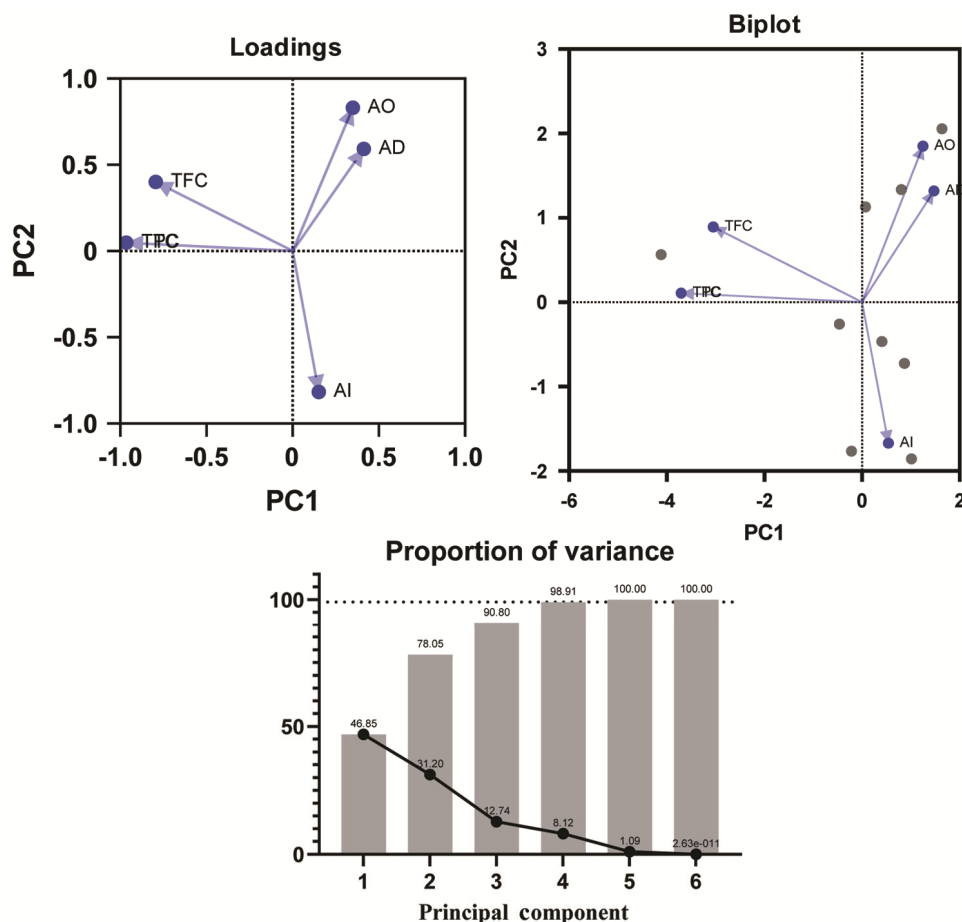 Loadings
1.0
0.5
0
-0.5
-1.0
PC2
AO
AD
TFC
AI
-1.0 -0.5 0 0.5 1.0
PC1
Biplot
3
2
1
0
-1
-2
PC2
AO
TFC
AI
-6 -4 -2 0 2
PC1
Proportion of variance
100
50
0
46.85
78.05
90.80
98.91
100.00
100.00
31.20
12.74
8.12
1.09
2.63e-011
1 2 3 4 5 6
Principal component